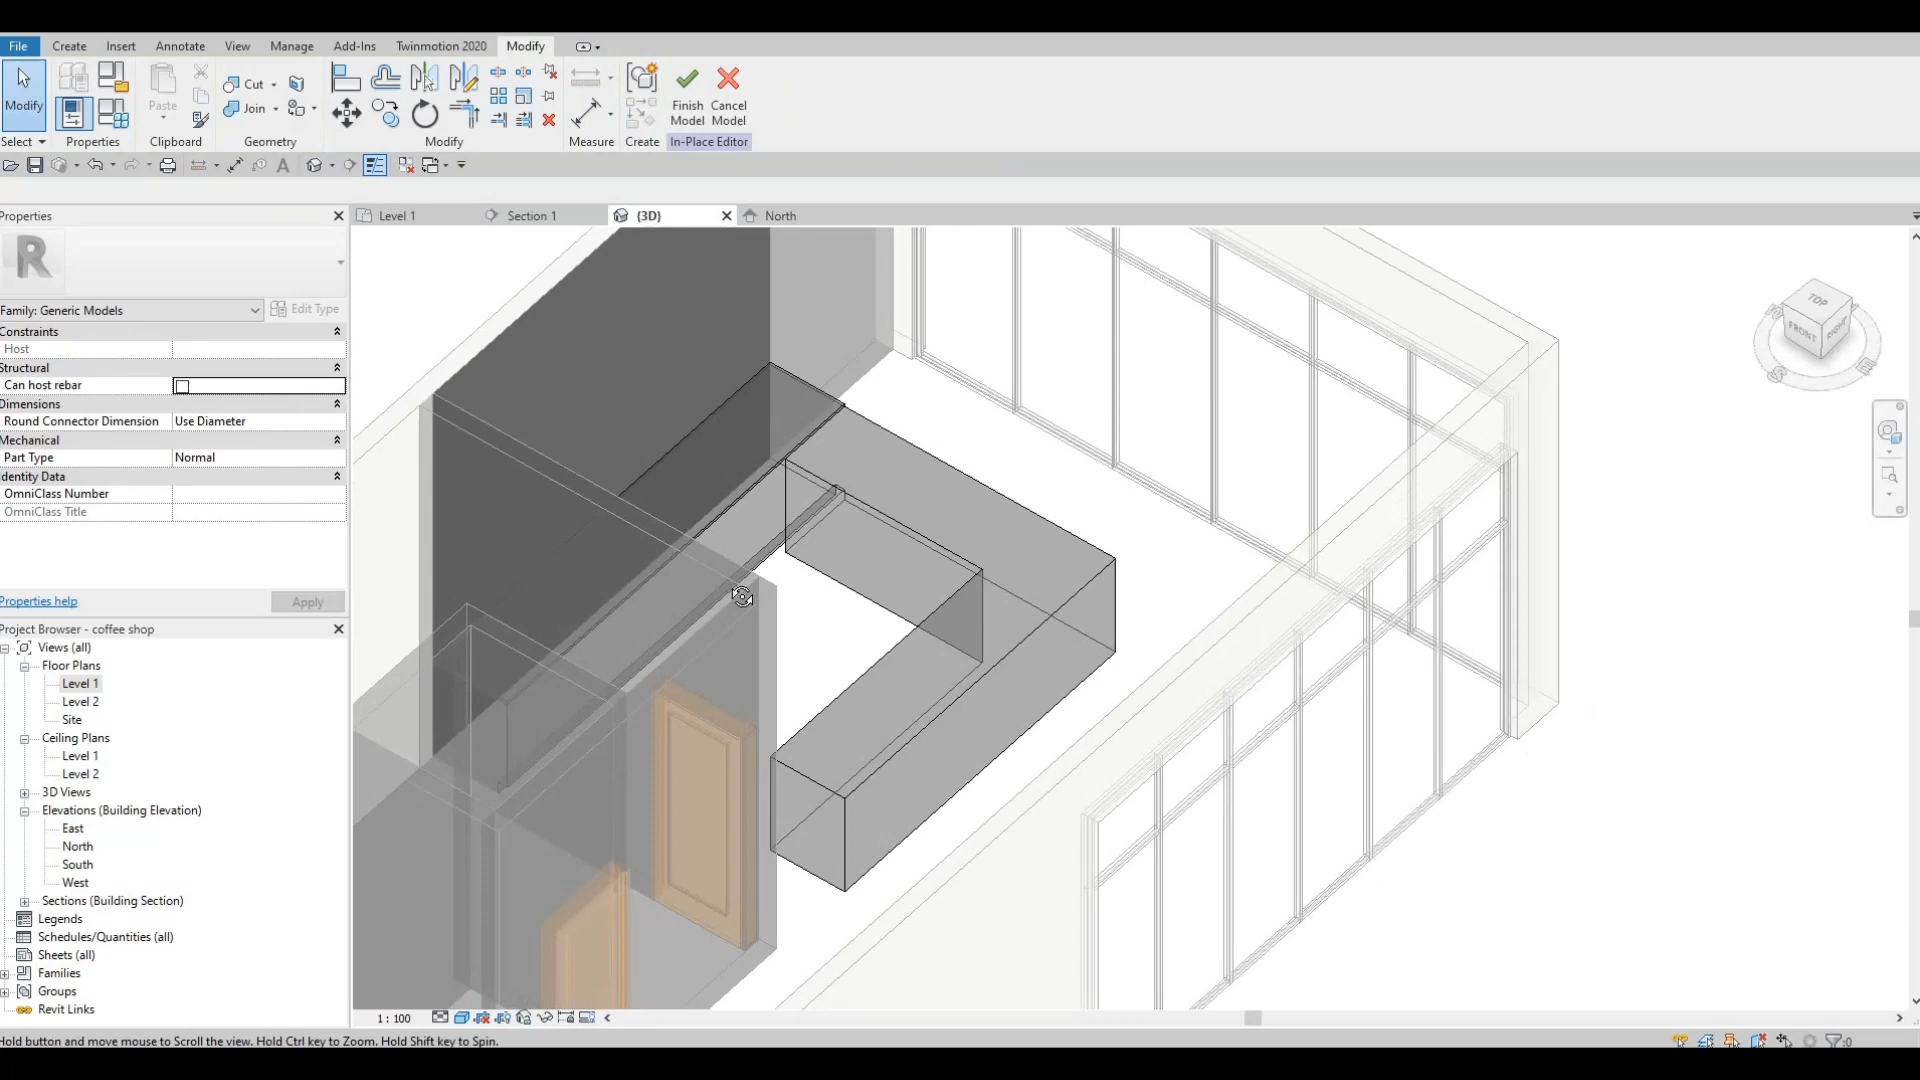 File Create Insert Annotate View Manage Add-Ins Twinmotion 2020 Modify
Modify Paste Cut Join Finish Model Cancel Model
Select Properties Clipboard Geometry Modify Measure Create In-Place Editor
Properties
Level 1 Section 1 {3D} North
Family: Generic Models Edit Type
Constraints
Host
Structural
Can host rebar
Dimensions
Round Connector Dimension Use Diameter
Mechanical
Part Type Normal
Identity Data
OmniClass Number
OmniClass Title
Properties help Apply
Project Browser - coffee shop
Views (all)
Floor Plans
Level 1
Level 2
Site
Ceiling Plans
Level 1
Level 2
3D Views
Elevations (Building Elevation)
East
North
South
West
Sections (Building Section)
Legends
Schedules/Quantities (all)
Sheets (all)
Families
Groups
Revit Links
TOP
FRONT
RIGHT
1 : 100
Hold button and move mouse to Scroll the view. Hold Ctrl key to Zoom. Hold Shift key to Spin.
:0